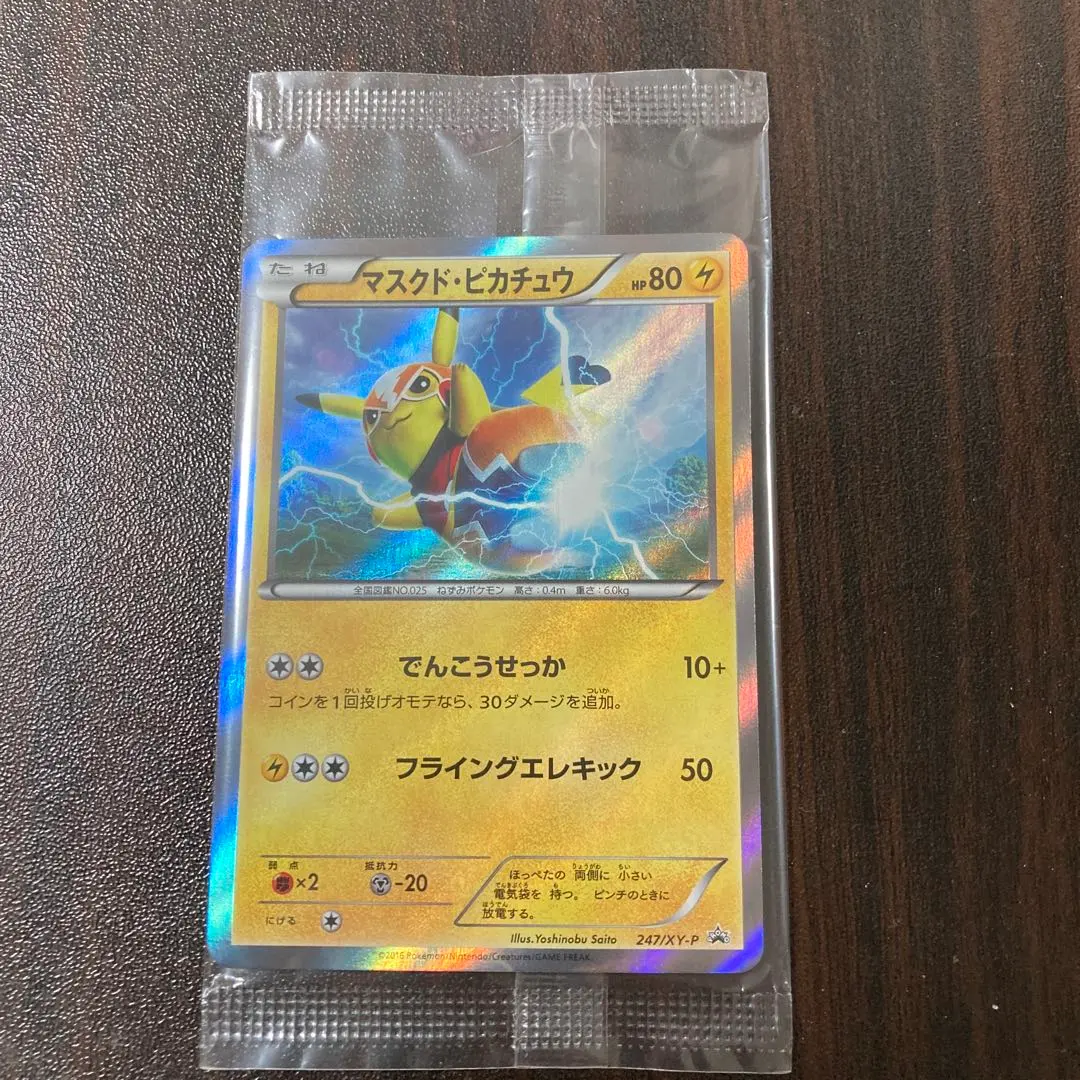 たね マスクド・ピカチュウ HP80
全国図鑑NO.025 ねずみポケモン 高さ:0.4m 重さ:6.0kg
でんこうせっか 10+
コインを1回投げオモテなら、30ダメージを追加。
フライングエレキック 50
弱点 抵抗力
×2 -20
にげる
ほっぺたの 両側に 小さい
電気袋を 持つ。 ピンチのときに
放電する。
Illus.Yoshinobu Saito 247/XY-P
©2016 Pokémon/Nintendo/Creatures/GAME FREAK.